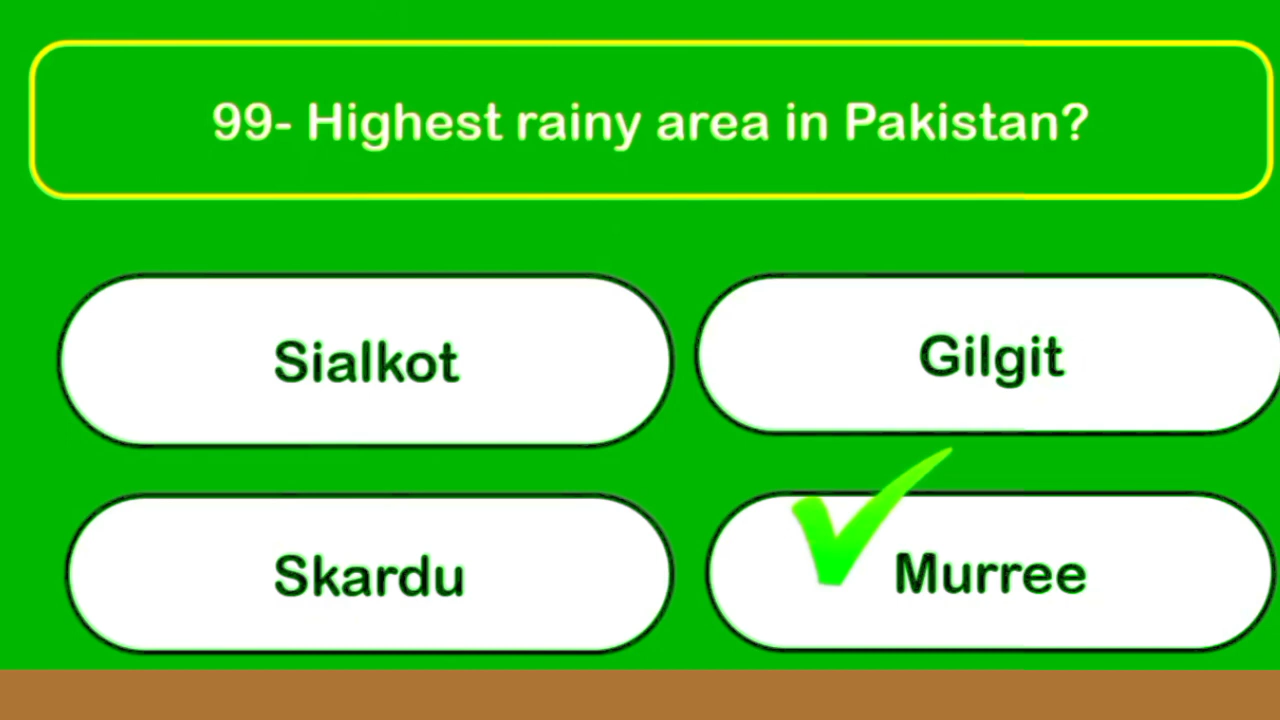 99- Highest rainy area in Pakistan?
Sialkot
Gilgit
Skardu
Murree